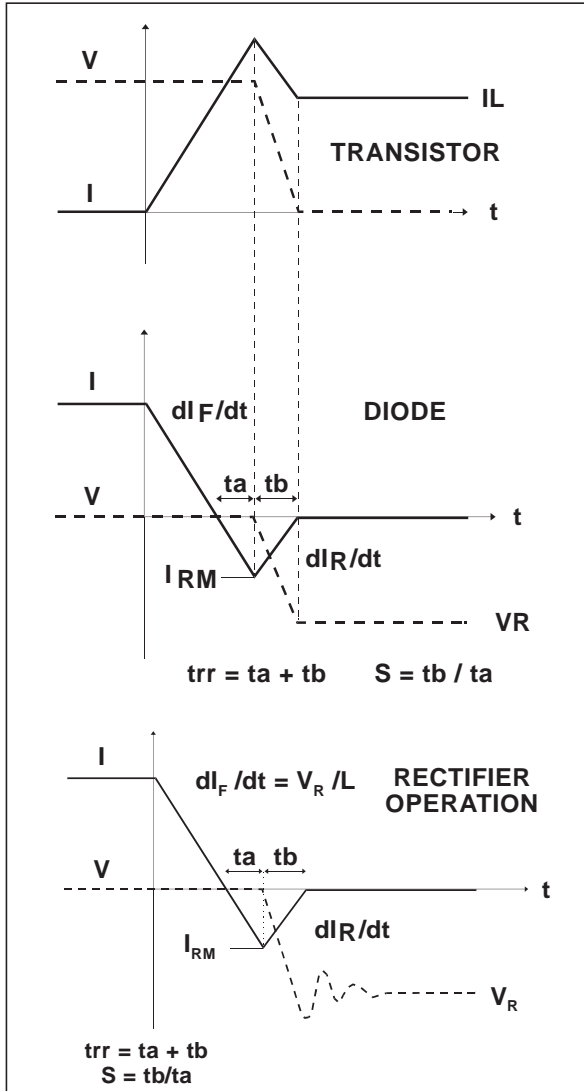 V
IL
TRANSISTOR
I
t
I
dIF/dt
DIODE
ta tb
V
t
IRM
dIR/dt
VR
trr = ta + tb S = tb / ta
I
dIF/dt = VR/L
RECTIFIER
OPERATION
ta tb
V
t
IRM
dIR/dt
VR
trr = ta + tb
S = tb/ta